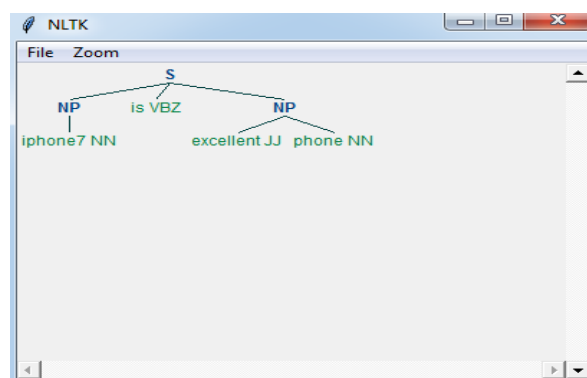 NLTK
File Zoom
S
NP is VBZ NP
iphone7 NN excellent JJ phone NN